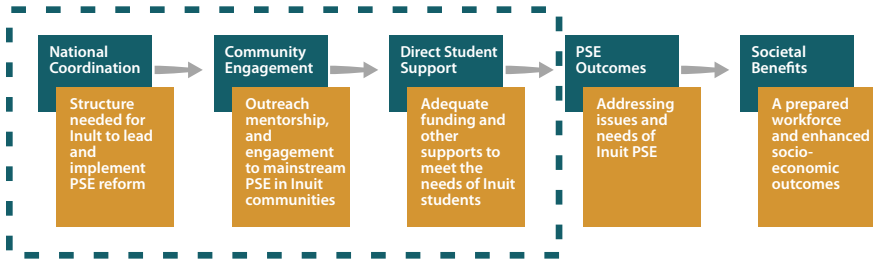 National
Coordination
Structure
needed for
Inult to lead
and
implement
PSE reform
Community
Engagement
Outreach
mentorship,
and
engagement
to mainstream
PSE in Inuit
communities
Direct Student
Support
Adequate
funding and
other
supports to
meet the
needs of Inuit
students
PSE
Outcomes
Addressing
issues and
needs of
Inuit PSE
Societal
Benefits
A prepared
workforce
and enhanced
socio-
economic
outcomes